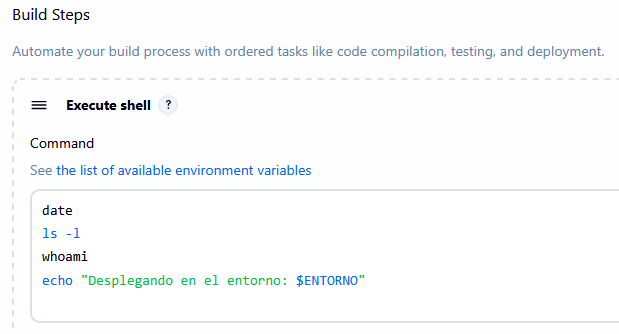 Build Steps
Automate your build process with ordered tasks like code compilation, testing, and deployment.
Execute shell ?
Command
See the list of available environment variables
date
ls -l
whoami
echo "Desplegando en el entorno: $ENTORNO"